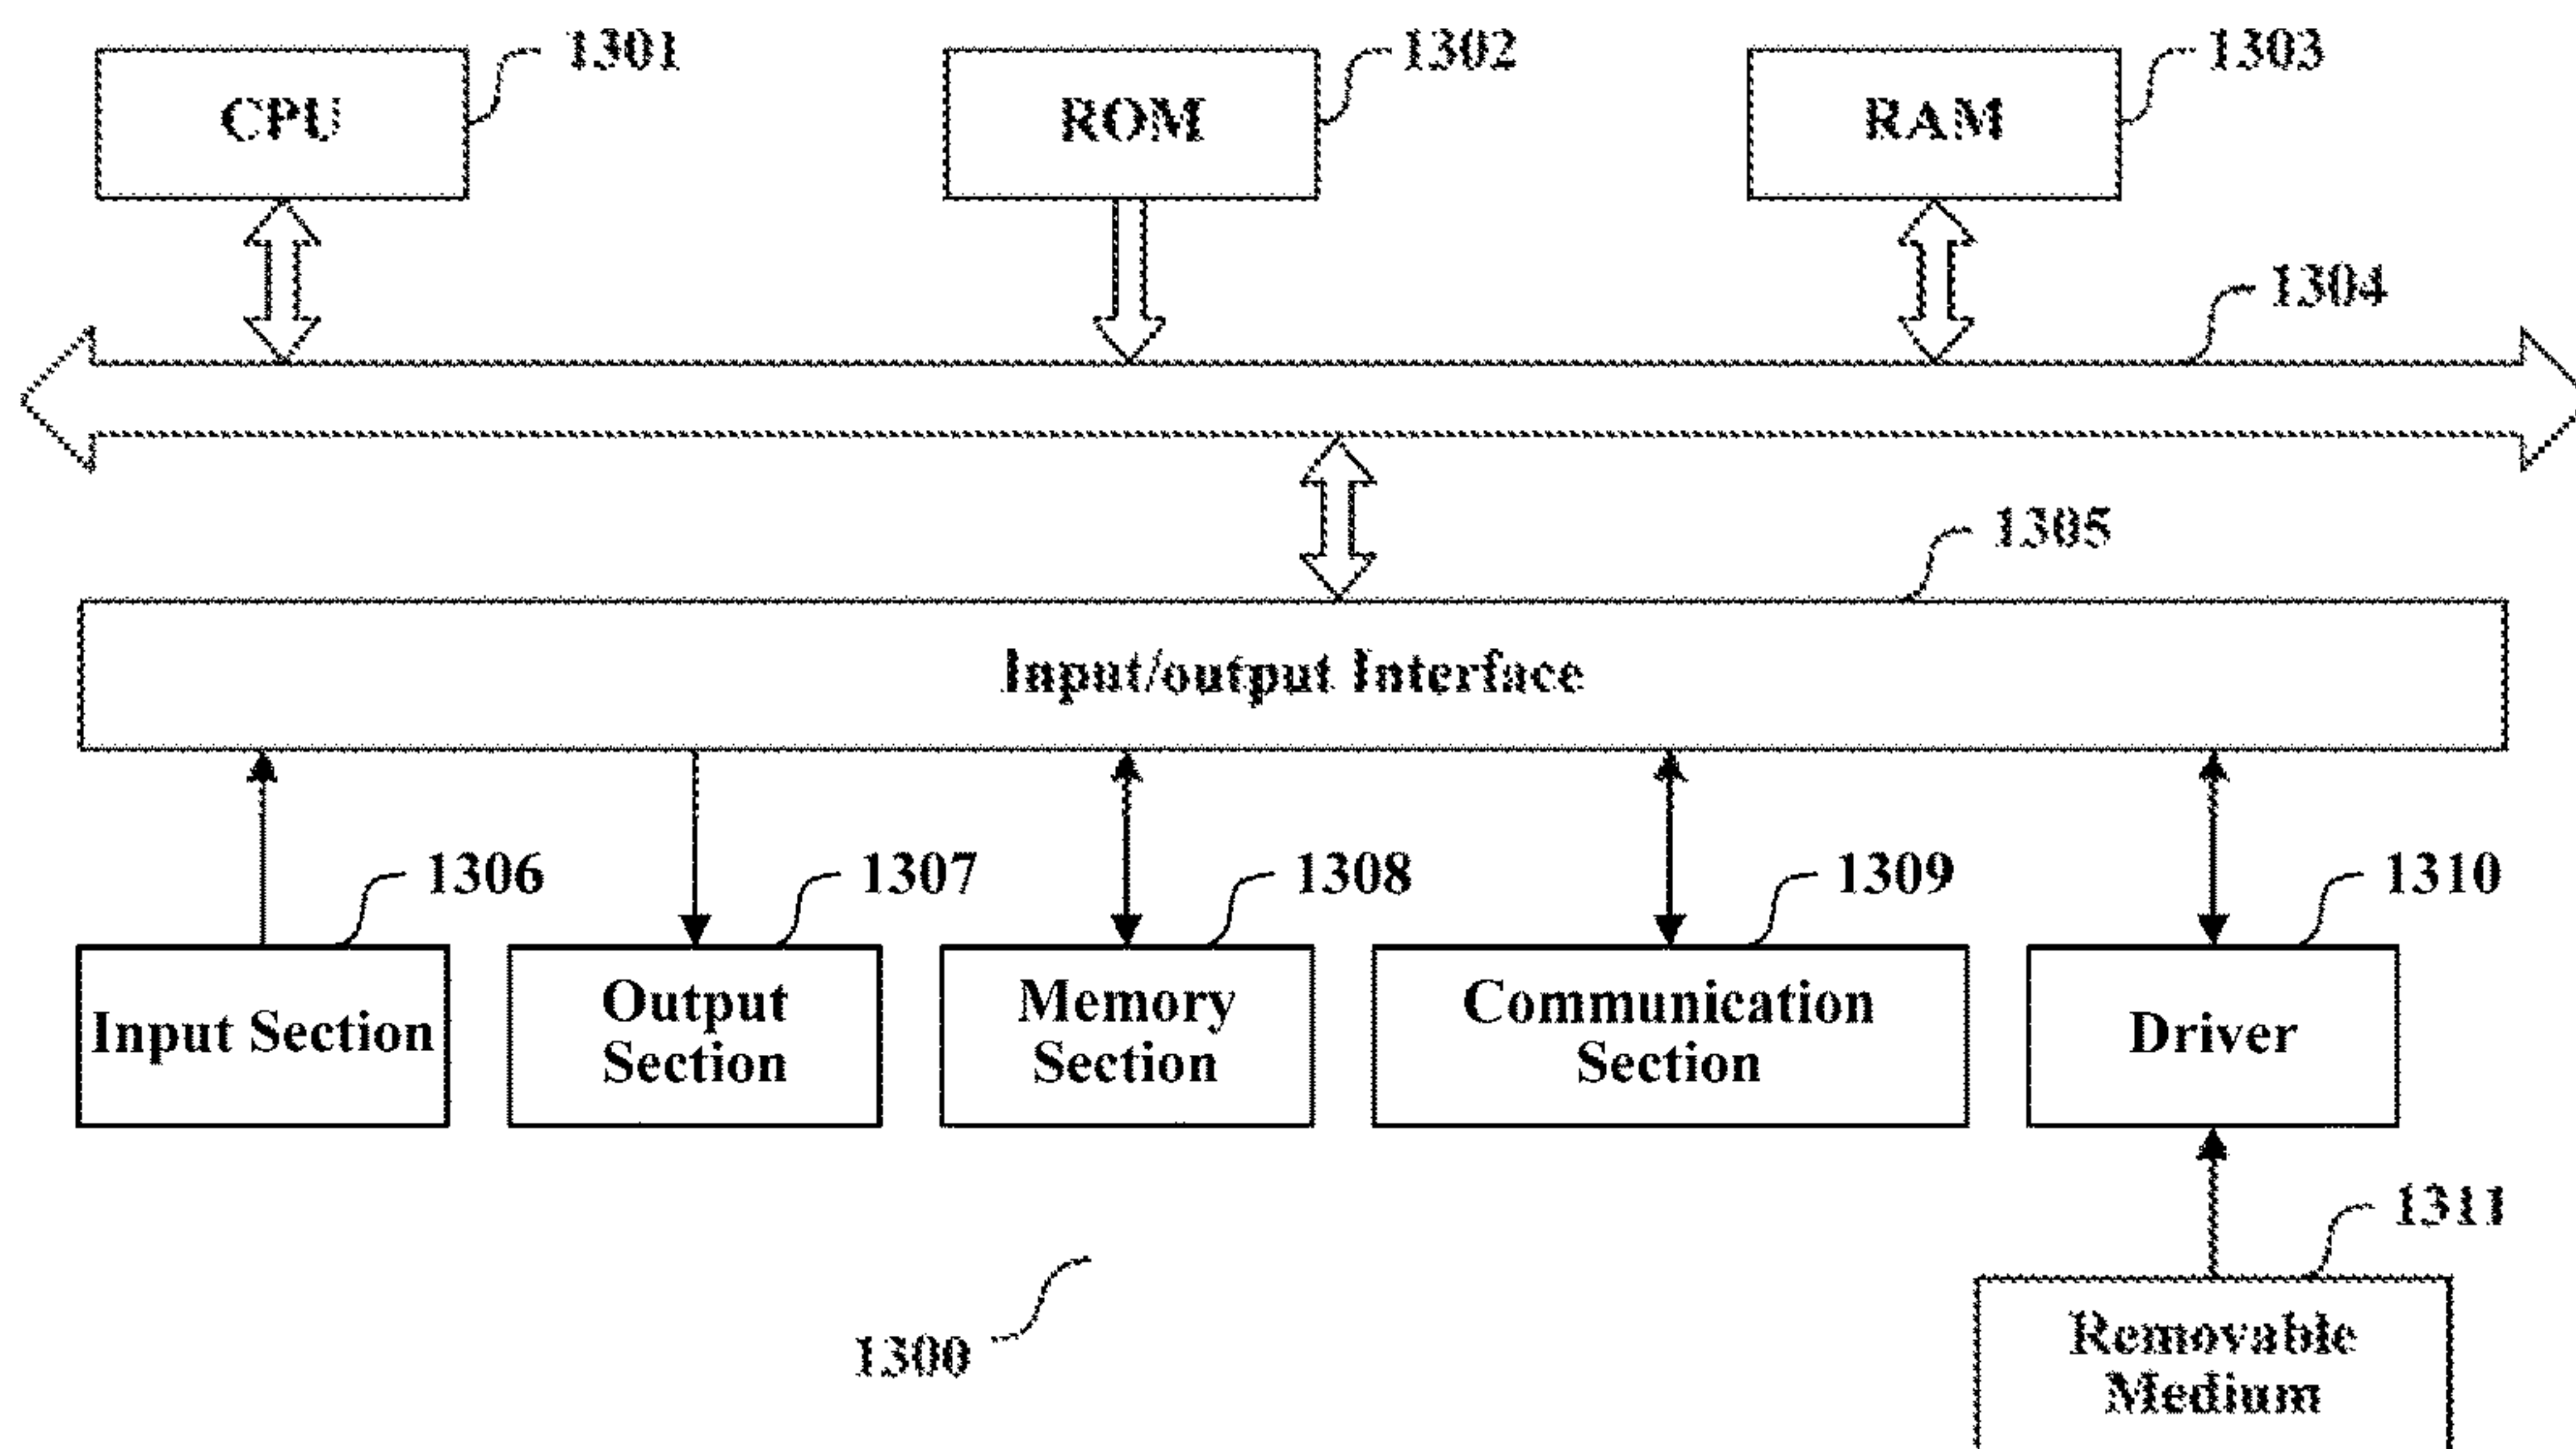 1301
1302
1303
CPU
ROM
RAM
1304
1305
Input/output Interface
1306
1307
1308
1309
1310
Input Section
Output
Section
Memory
Section
Communication
Section
Driver
1311
1300
Removable
Medium